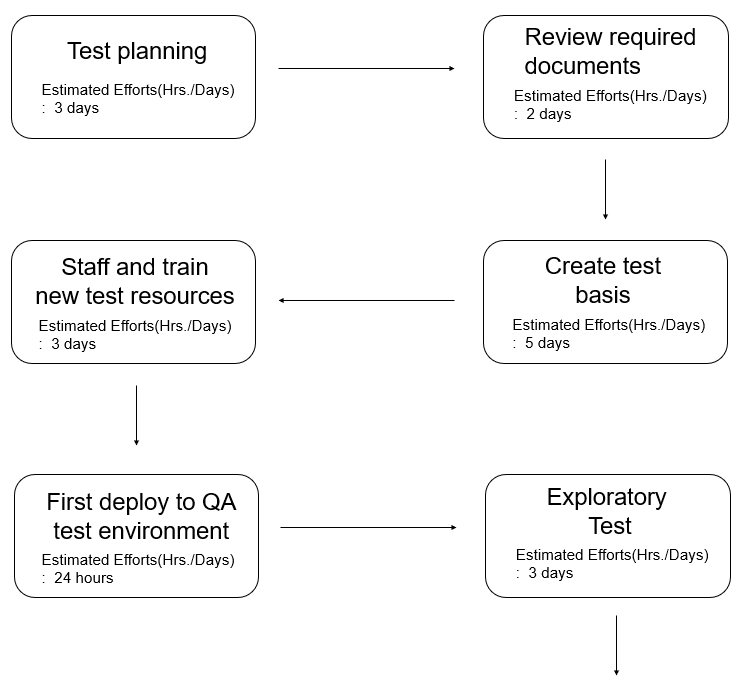 Test planning
Estimated Efforts(Hrs./Days)
: 3 days
Review required
documents
Estimated Efforts(Hrs./Days)
: 2 days
Staff and train
new test resources
Estimated Efforts(Hrs./Days)
: 3 days
Create test
basis
Estimated Efforts(Hrs./Days)
: 5 days
First deploy to QA
test environment
Estimated Efforts(Hrs./Days)
: 24 hours
Exploratory
Test
Estimated Efforts(Hrs./Days)
: 3 days